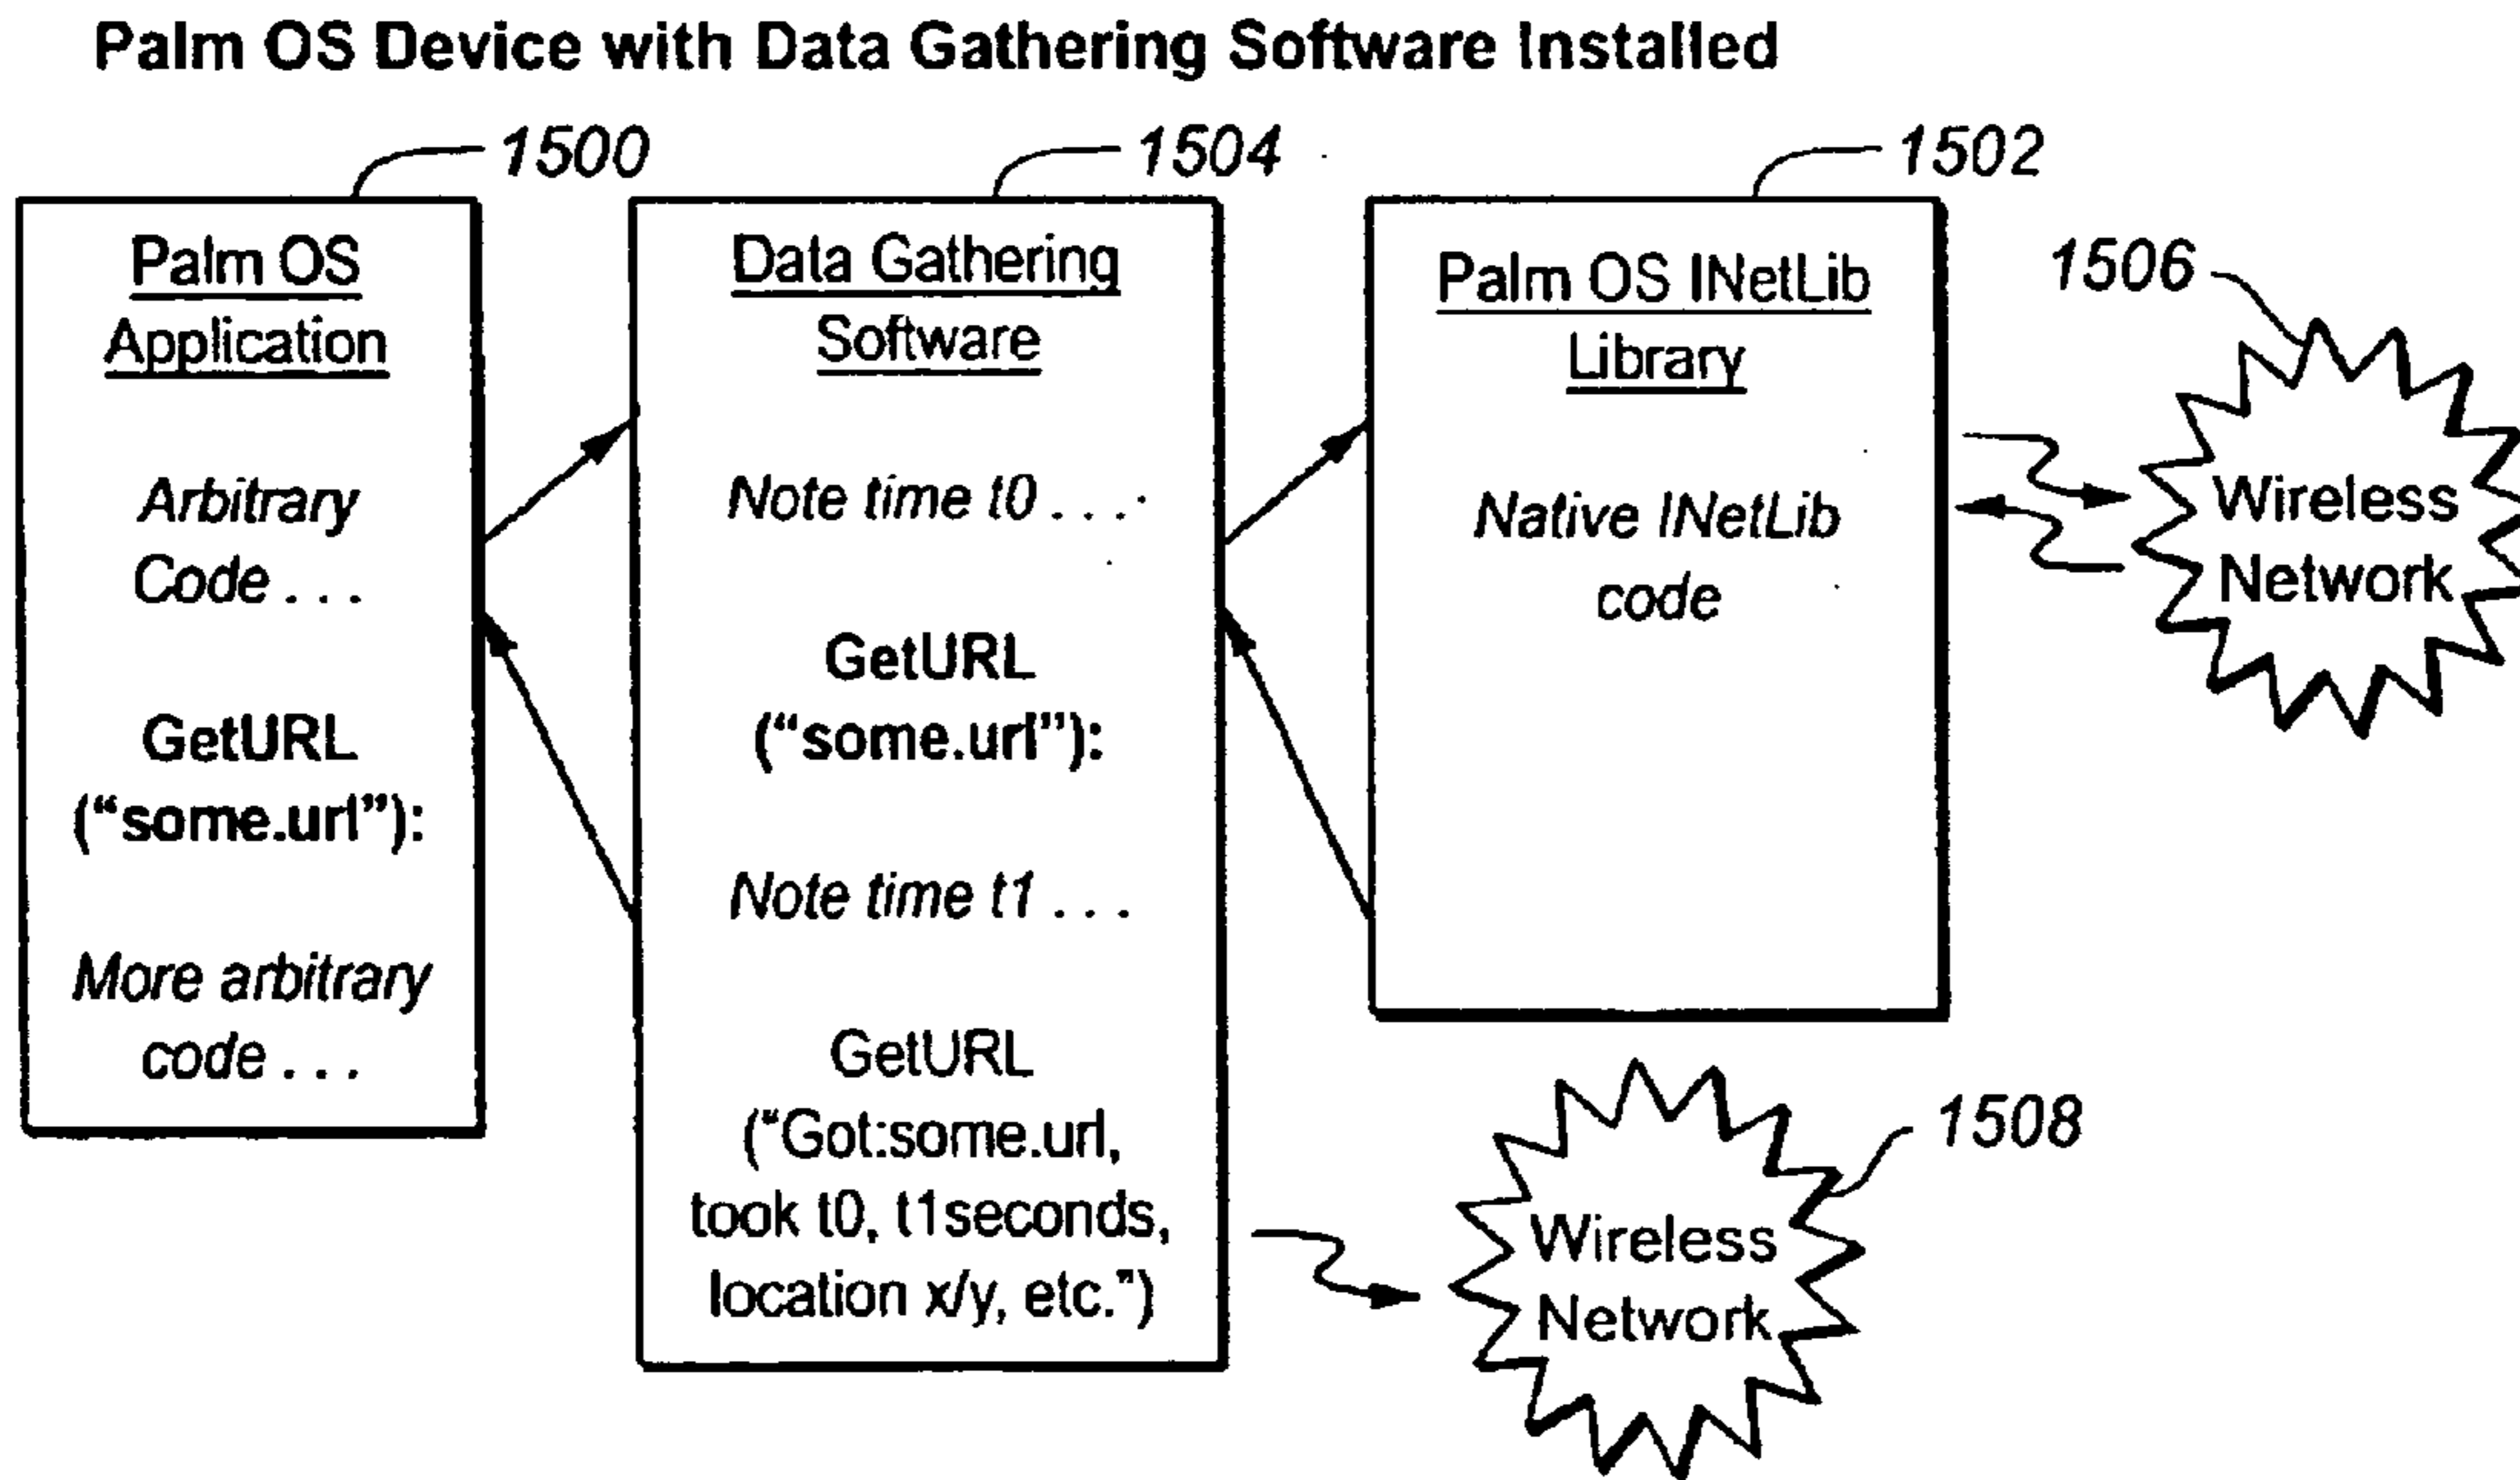 Palm OS Device with Data Gathering Software Installed
1500
1504
1502
1506
Palm OS
Application
Arbitrary
Code . . .
GetURL
("some.url"):
More arbitrary
code . . .
Data Gathering
Software
Note time t0 . . .
GetURL
("some.url"):
Note time t1 . . .
GetURL
("Got:some.url,
took t0, t1seconds,
location x/y, etc.")
Palm OS INetLib
Library
Native INetLib
code
Wireless
Network
1508
Wireless
Network